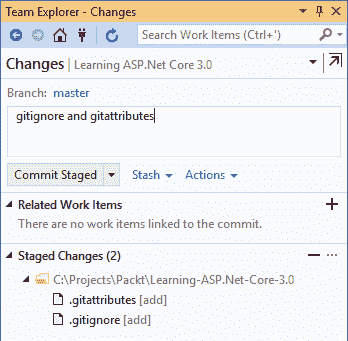 Team Explorer - Changes
Search Work Items (Ctrl+')
Changes | Learning ASP.Net Core 3.0
Branch: master
gitignore and gitattributes
Commit Staged Stash Actions
Related Work Items
There are no work items linked to the commit.
Staged Changes (2)
C:\Projects\Packt\Learning-ASP.Net-Core-3.0
.gitattributes [add]
.gitignore [add]